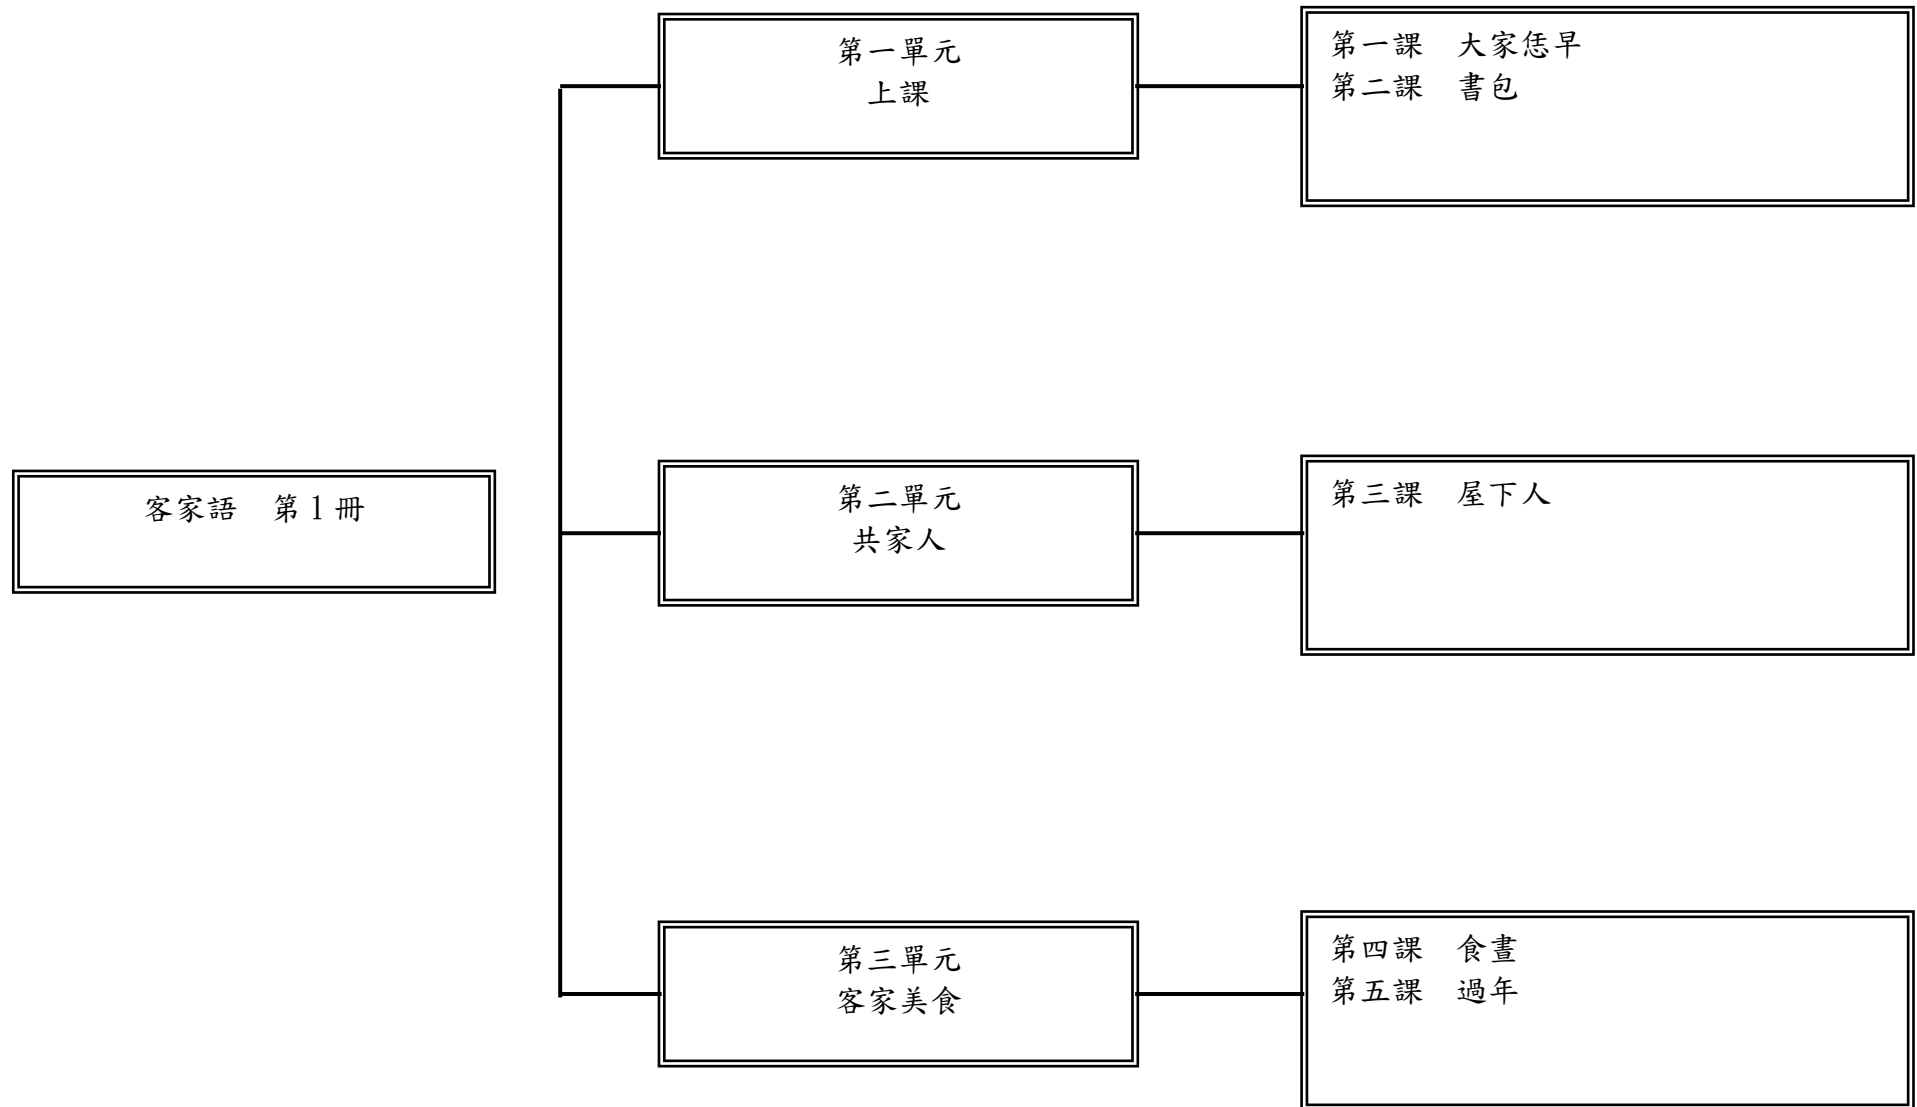 客家語　第1冊
第一單元
上課
第一課　大家恁早
第二課　書包
第二單元
共家人
第三課　屋下人
第三單元
客家美食
第四課　食晝
第五課　過年